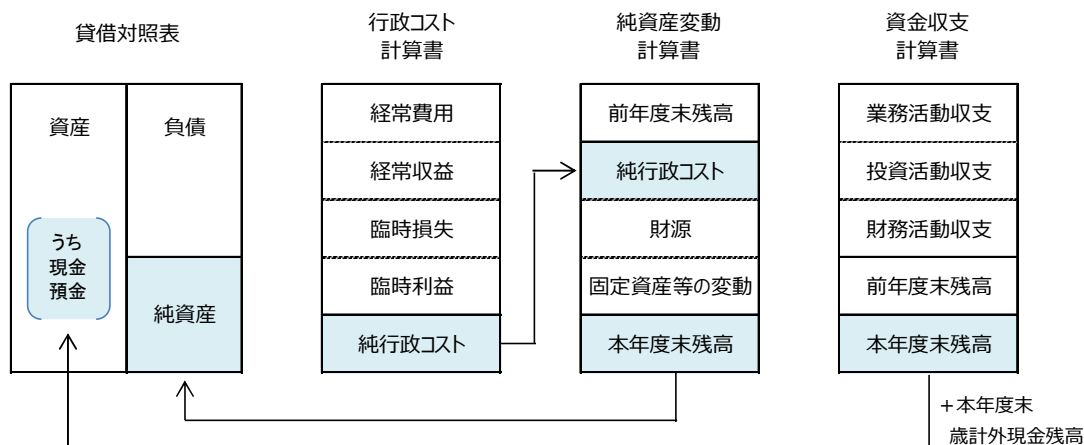 貸借対照表
資産
負債
うち
現金
預金
純資産
行政コスト
計算書
経常費用
経常収益
臨時損失
臨時利益
純行政コスト
純資産変動
計算書
前年度末残高
純行政コスト
財源
固定資産等の変動
本年度末残高
資金収支
計算書
業務活動収支
投資活動収支
財務活動収支
前年度末残高
本年度末残高
+本年度末
歳計外現金残高